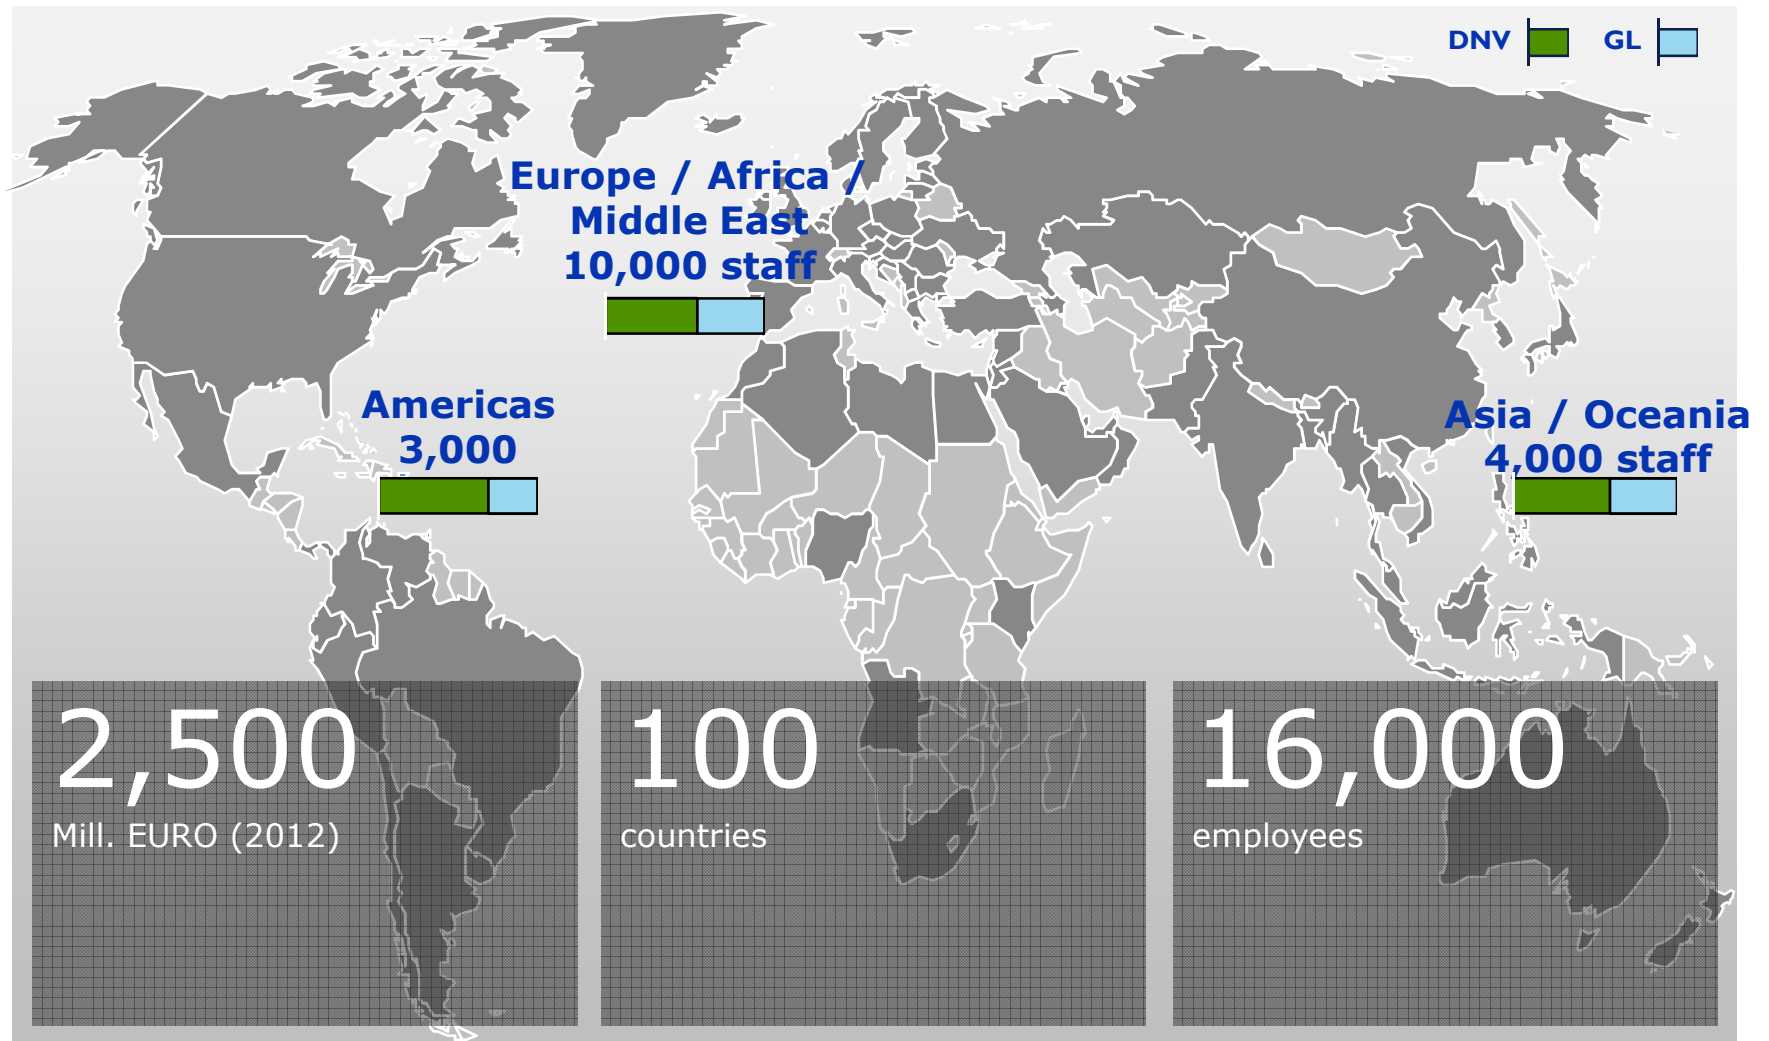 DNV
GL
Europe / Africa /
Middle East
10,000 staff
Americas
3,000
Asia / Oceania
4,000 staff
2,500
Mill. EURO (2012)
100
countries
16,000
employees